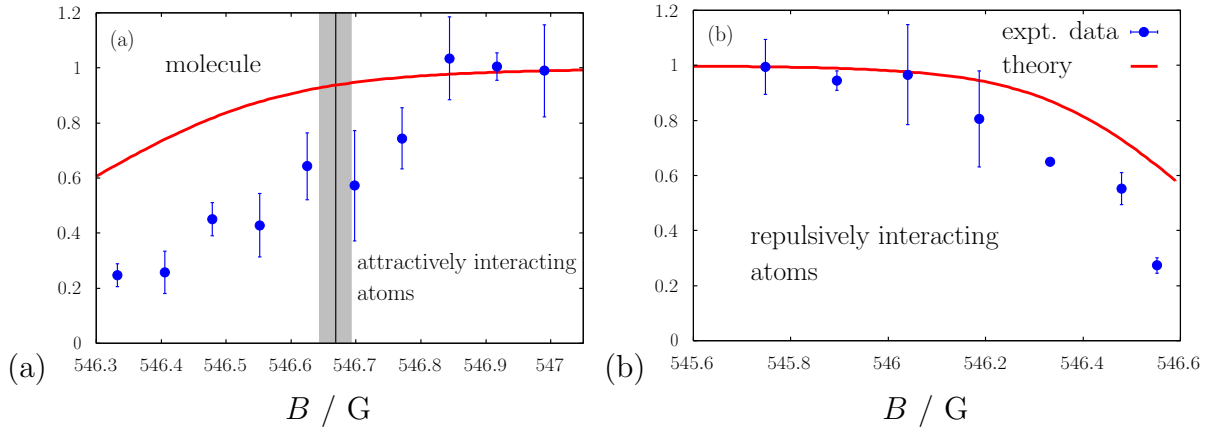 1.2
1
0.8
0.6
0.4
0.2
0
(a)
molecule
attractively interacting
atoms
546.3 546.4 546.5 546.6 546.7 546.8 546.9 547
(a)
B / G
1.2
1
0.8
0.6
0.4
0.2
0
(b)
expt. data
theory
repulsively interacting
atoms
545.6 545.8 546 546.2 546.4 546.6
(b)
B / G